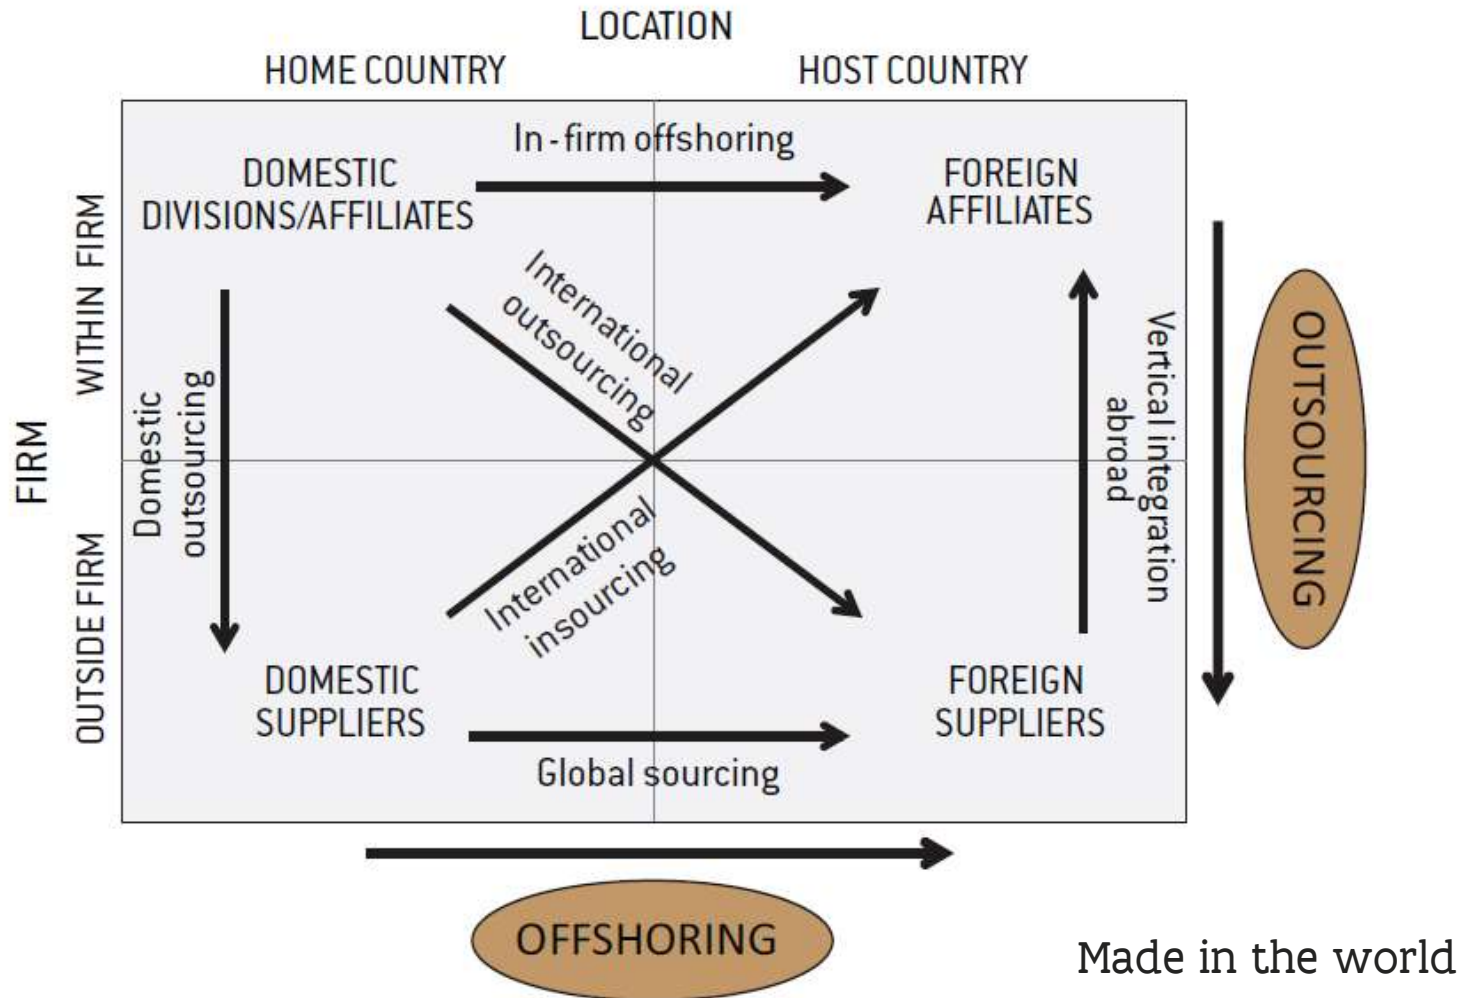 LOCATION
HOME COUNTRY
HOST COUNTRY
In-firm offshoring
DOMESTIC
DIVISIONS/AFFILIATES
FOREIGN
AFFILIATES
FIRM
WITHIN FIRM
OUTSIDE FIRM
Domestic
outsourcing
International
outsourcing
International
insourcing
Vertical integration
abroad
OUTSOURCING
DOMESTIC
SUPPLIERS
FOREIGN
SUPPLIERS
Global sourcing
OFFSHORING
Made in the world